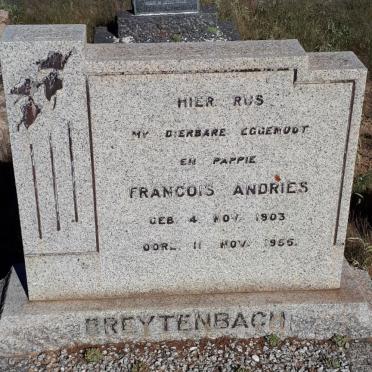 HIER RUS
MY DIERBARE EGGENOOT
EN PAPPIE
FRANCOIS ANDRIES
GEB. 4 NOV. 1903
OORL. 11 NOV. 1966.
BREYTENBACH